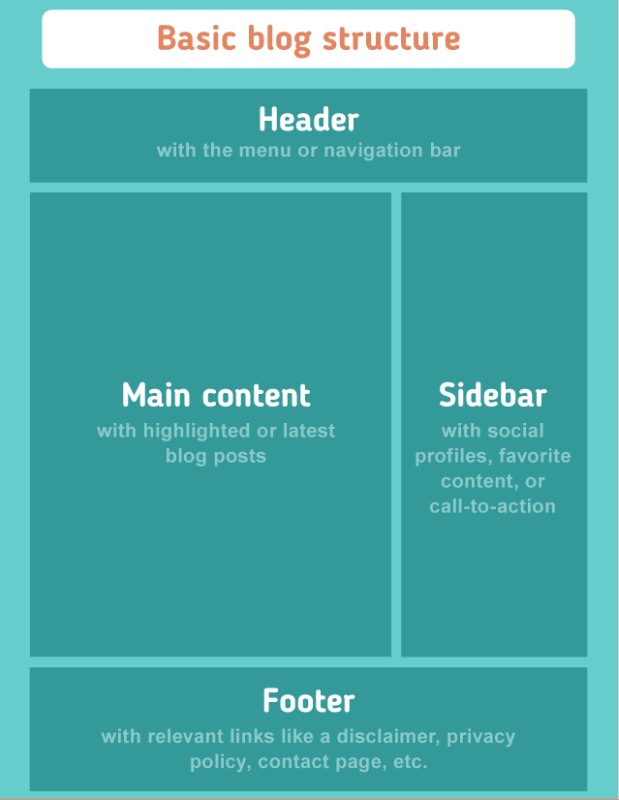 Basic blog structure
Header
with the menu or navigation bar
Main content
with highlighted or latest
blog posts
Sidebar
with social
profiles, favorite
content, or
call-to-action
Footer
with relevant links like a disclaimer, privacy
policy, contact page, etc.